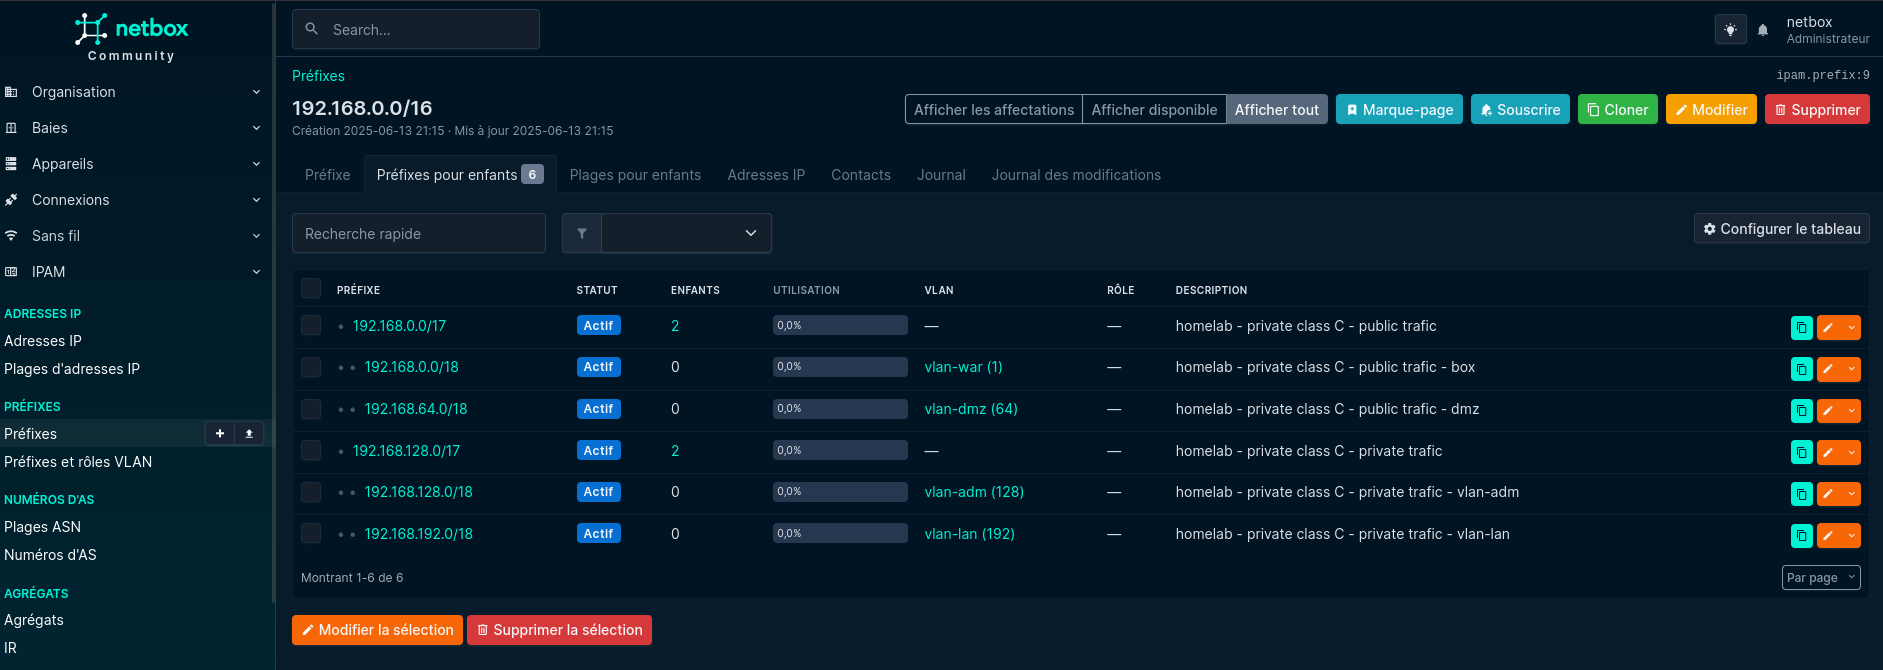 netbox
Community
Search...
netbox
Administrateur
Organisation
Baies
Appareils
Connexions
Sans fil
IPAM
ADRESSES IP
Adresses IP
Plages d'adresses IP
PRÉFIXES
Préfixes
Préfixes et rôles VLAN
NUMÉROS D'AS
Plages ASN
Numéros d'AS
AGRÉGATS
Agrégats
IR
Préfixes
ipam.prefix:9
192.168.0.0/16
Création 2025-06-13 21:15 · Mis à jour 2025-06-13 21:15
Afficher les affectations Afficher disponible Afficher tout Marque-page Souscrire Cloner Modifier Supprimer
Préfixe Préfixes pour enfants 6 Plages pour enfants Adresses IP Contacts Journal Journal des modifications
Recherche rapide
Configurer le tableau
PRÉFIXE STATUT ENFANTS UTILISATION VLAN RÔLE DESCRIPTION
192.168.0.0/17 Actif 2 0,0% — — homelab - private class C - public trafic
192.168.0.0/18 Actif 0 0,0% vlan-war (1) — homelab - private class C - public trafic - box
192.168.64.0/18 Actif 0 0,0% vlan-dmz (64) — homelab - private class C - public trafic - dmz
192.168.128.0/17 Actif 2 0,0% — — homelab - private class C - private trafic
192.168.128.0/18 Actif 0 0,0% vlan-adm (128) — homelab - private class C - private trafic - vlan-adm
192.168.192.0/18 Actif 0 0,0% vlan-lan (192) — homelab - private class C - private trafic - vlan-lan
Montrant 1-6 de 6
Par page
Modifier la sélection Supprimer la sélection